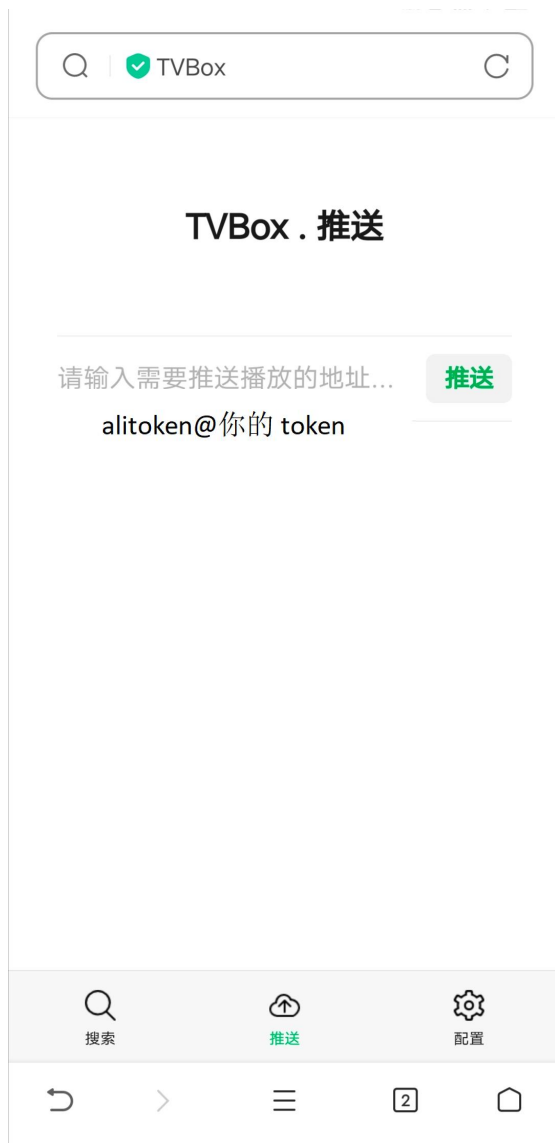 TVBox
TVBox . 推送
请输入需要推送播放的地址...
推送
alitoken@你的 token
搜索
推送
配置
2